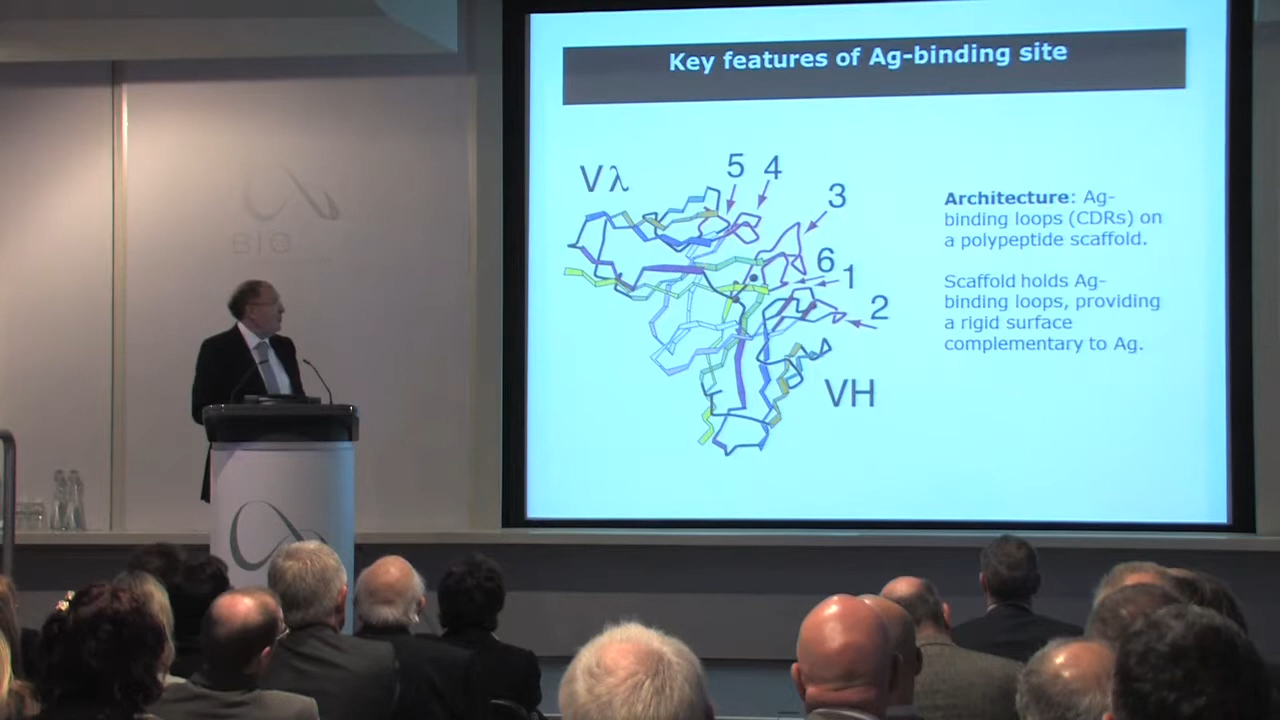 Key features of Ag-binding site
Vλ
5
4
3
6
1
2
VH
Architecture: Ag-
binding loops (CDRs) on
a polypeptide scaffold.
Scaffold holds Ag-
binding loops, providing
a rigid surface
complementary to Ag.
BIO